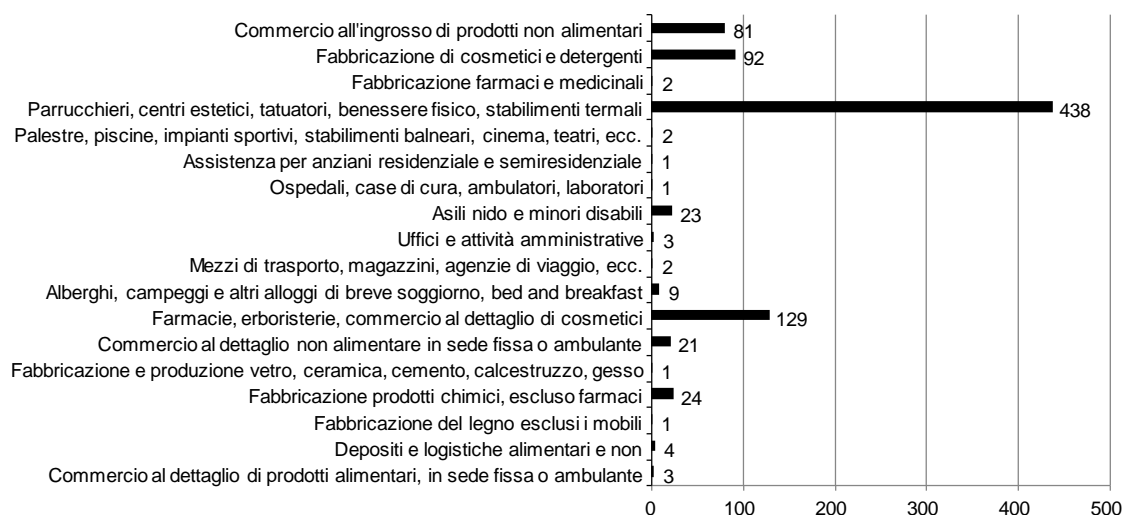 Commercio all'ingrosso di prodotti non alimentari 81
Fabbricazione di cosmetici e detergenti 92
Fabbricazione farmaci e medicinali 2
Parrucchieri, centri estetici, tatuatori, benessere fisico, stabilimenti termali 438
Palestre, piscine, impianti sportivi, stabilimenti balneari, cinema, teatri, ecc. 2
Assistenza per anziani residenziale e semiresidenziale 1
Ospedali, case di cura, ambulatori, laboratori 1
Asili nido e minori disabili 23
Uffici e attività amministrative 3
Mezzi di trasporto, magazzini, agenzie di viaggio, ecc. 2
Alberghi, campeggi e altri alloggi di breve soggiorno, bed and breakfast 9
Farmacie, erboristerie, commercio al dettaglio di cosmetici 129
Commercio al dettaglio non alimentare in sede fissa o ambulante 21
Fabbricazione e produzione vetro, ceramica, cemento, calcestruzzo, gesso 1
Fabbricazione prodotti chimici, escluso farmaci 24
Fabbricazione del legno esclusi i mobili 1
Depositi e logistiche alimentari e non 4
Commercio al dettaglio di prodotti alimentari, in sede fissa o ambulante 3
0 100 200 300 400 500